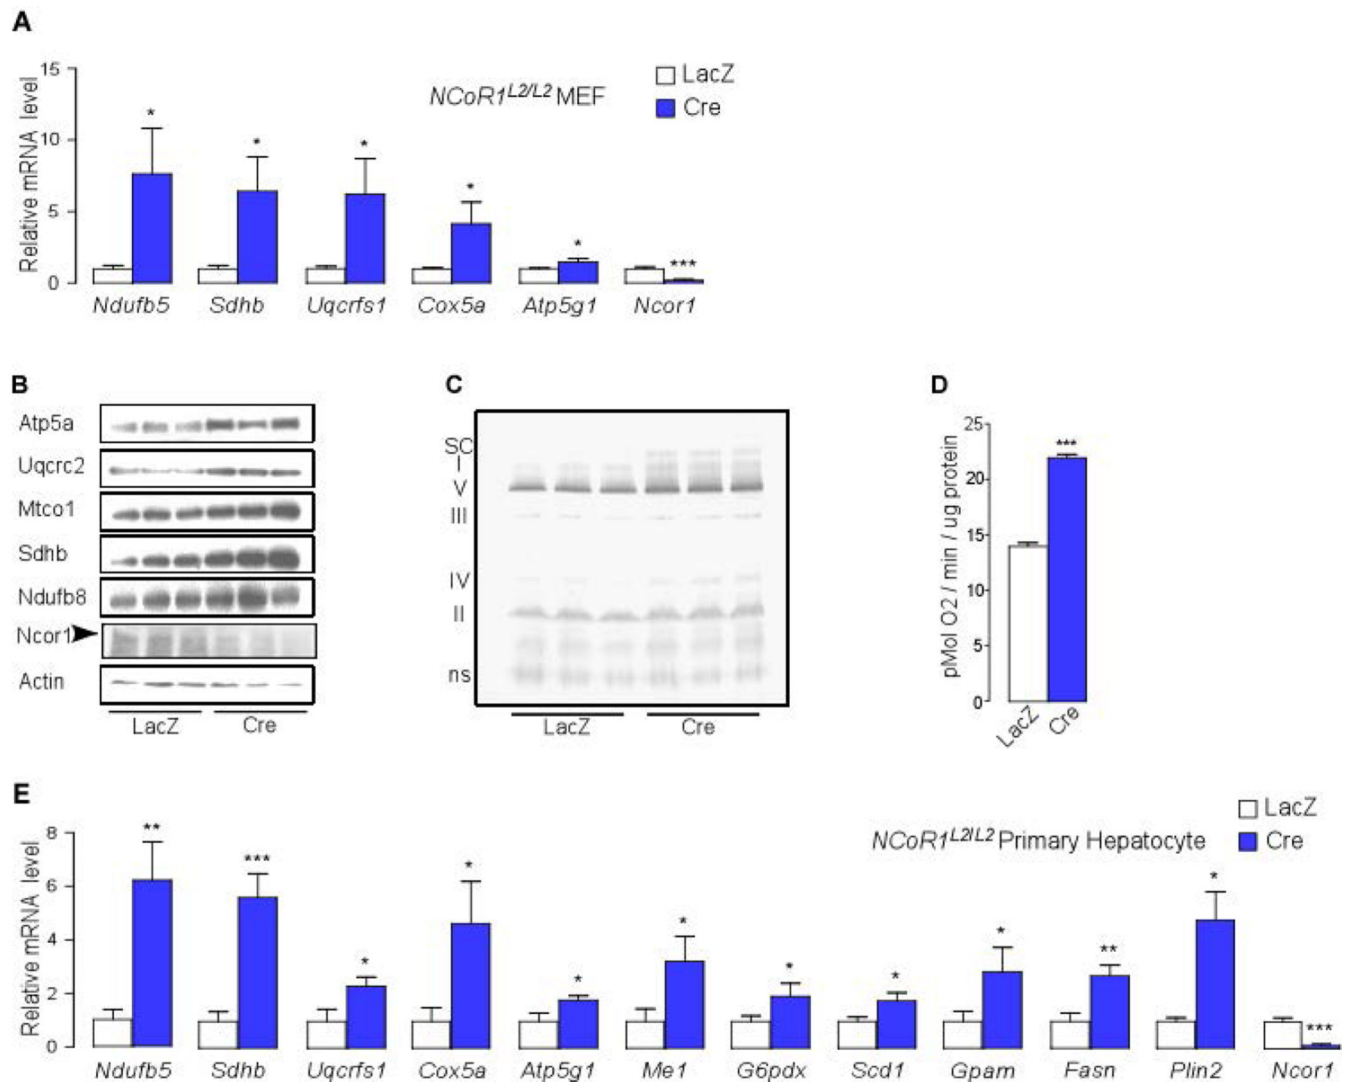 A
15
10
5
0
Relative mRNA level
NCoR1L2/L2 MEF
LacZ
Cre
* * * * * ***
Ndufb5 Sdhb Uqcrfs1 Cox5a Atp5g1 Ncor1
B
Atp5a
Uqcrc2
Mtco1
Sdhb
Ndufb8
Ncor1
Actin
LacZ Cre
C
SC
I
V
III
IV
II
ns
LacZ Cre
D
25
20
15
10
5
0
pMol O2 / min / ug protein
***
LacZ Cre
E
8
6
4
2
0
Relative mRNA level
NCoR1L2/L2 Primary Hepatocyte
LacZ
Cre
** *** * * * * * * * ** * ***
Ndufb5 Sdhb Uqcrfs1 Cox5a Atp5g1 Me1 G6pdx Scd1 Gpam Fasn Plin2 Ncor1